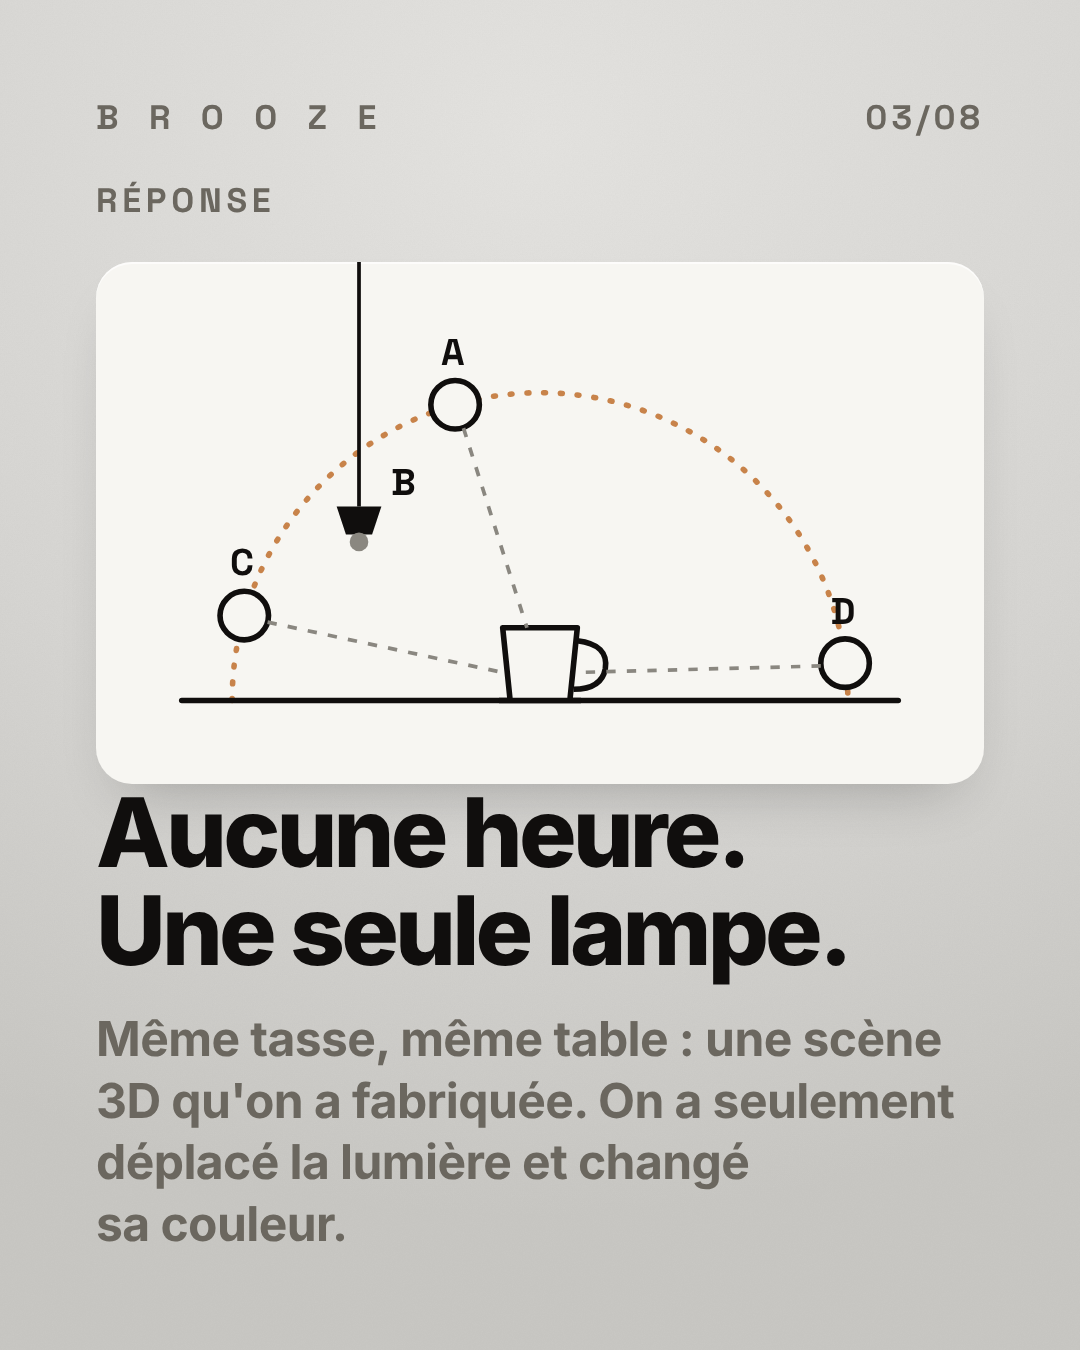 BROOZE
03/08
RÉPONSE
A
B
C
D
Aucune heure.
Une seule lampe.
Même tasse, même table : une scène
3D qu'on a fabriquée. On a seulement
déplacé la lumière et changé
sa couleur.